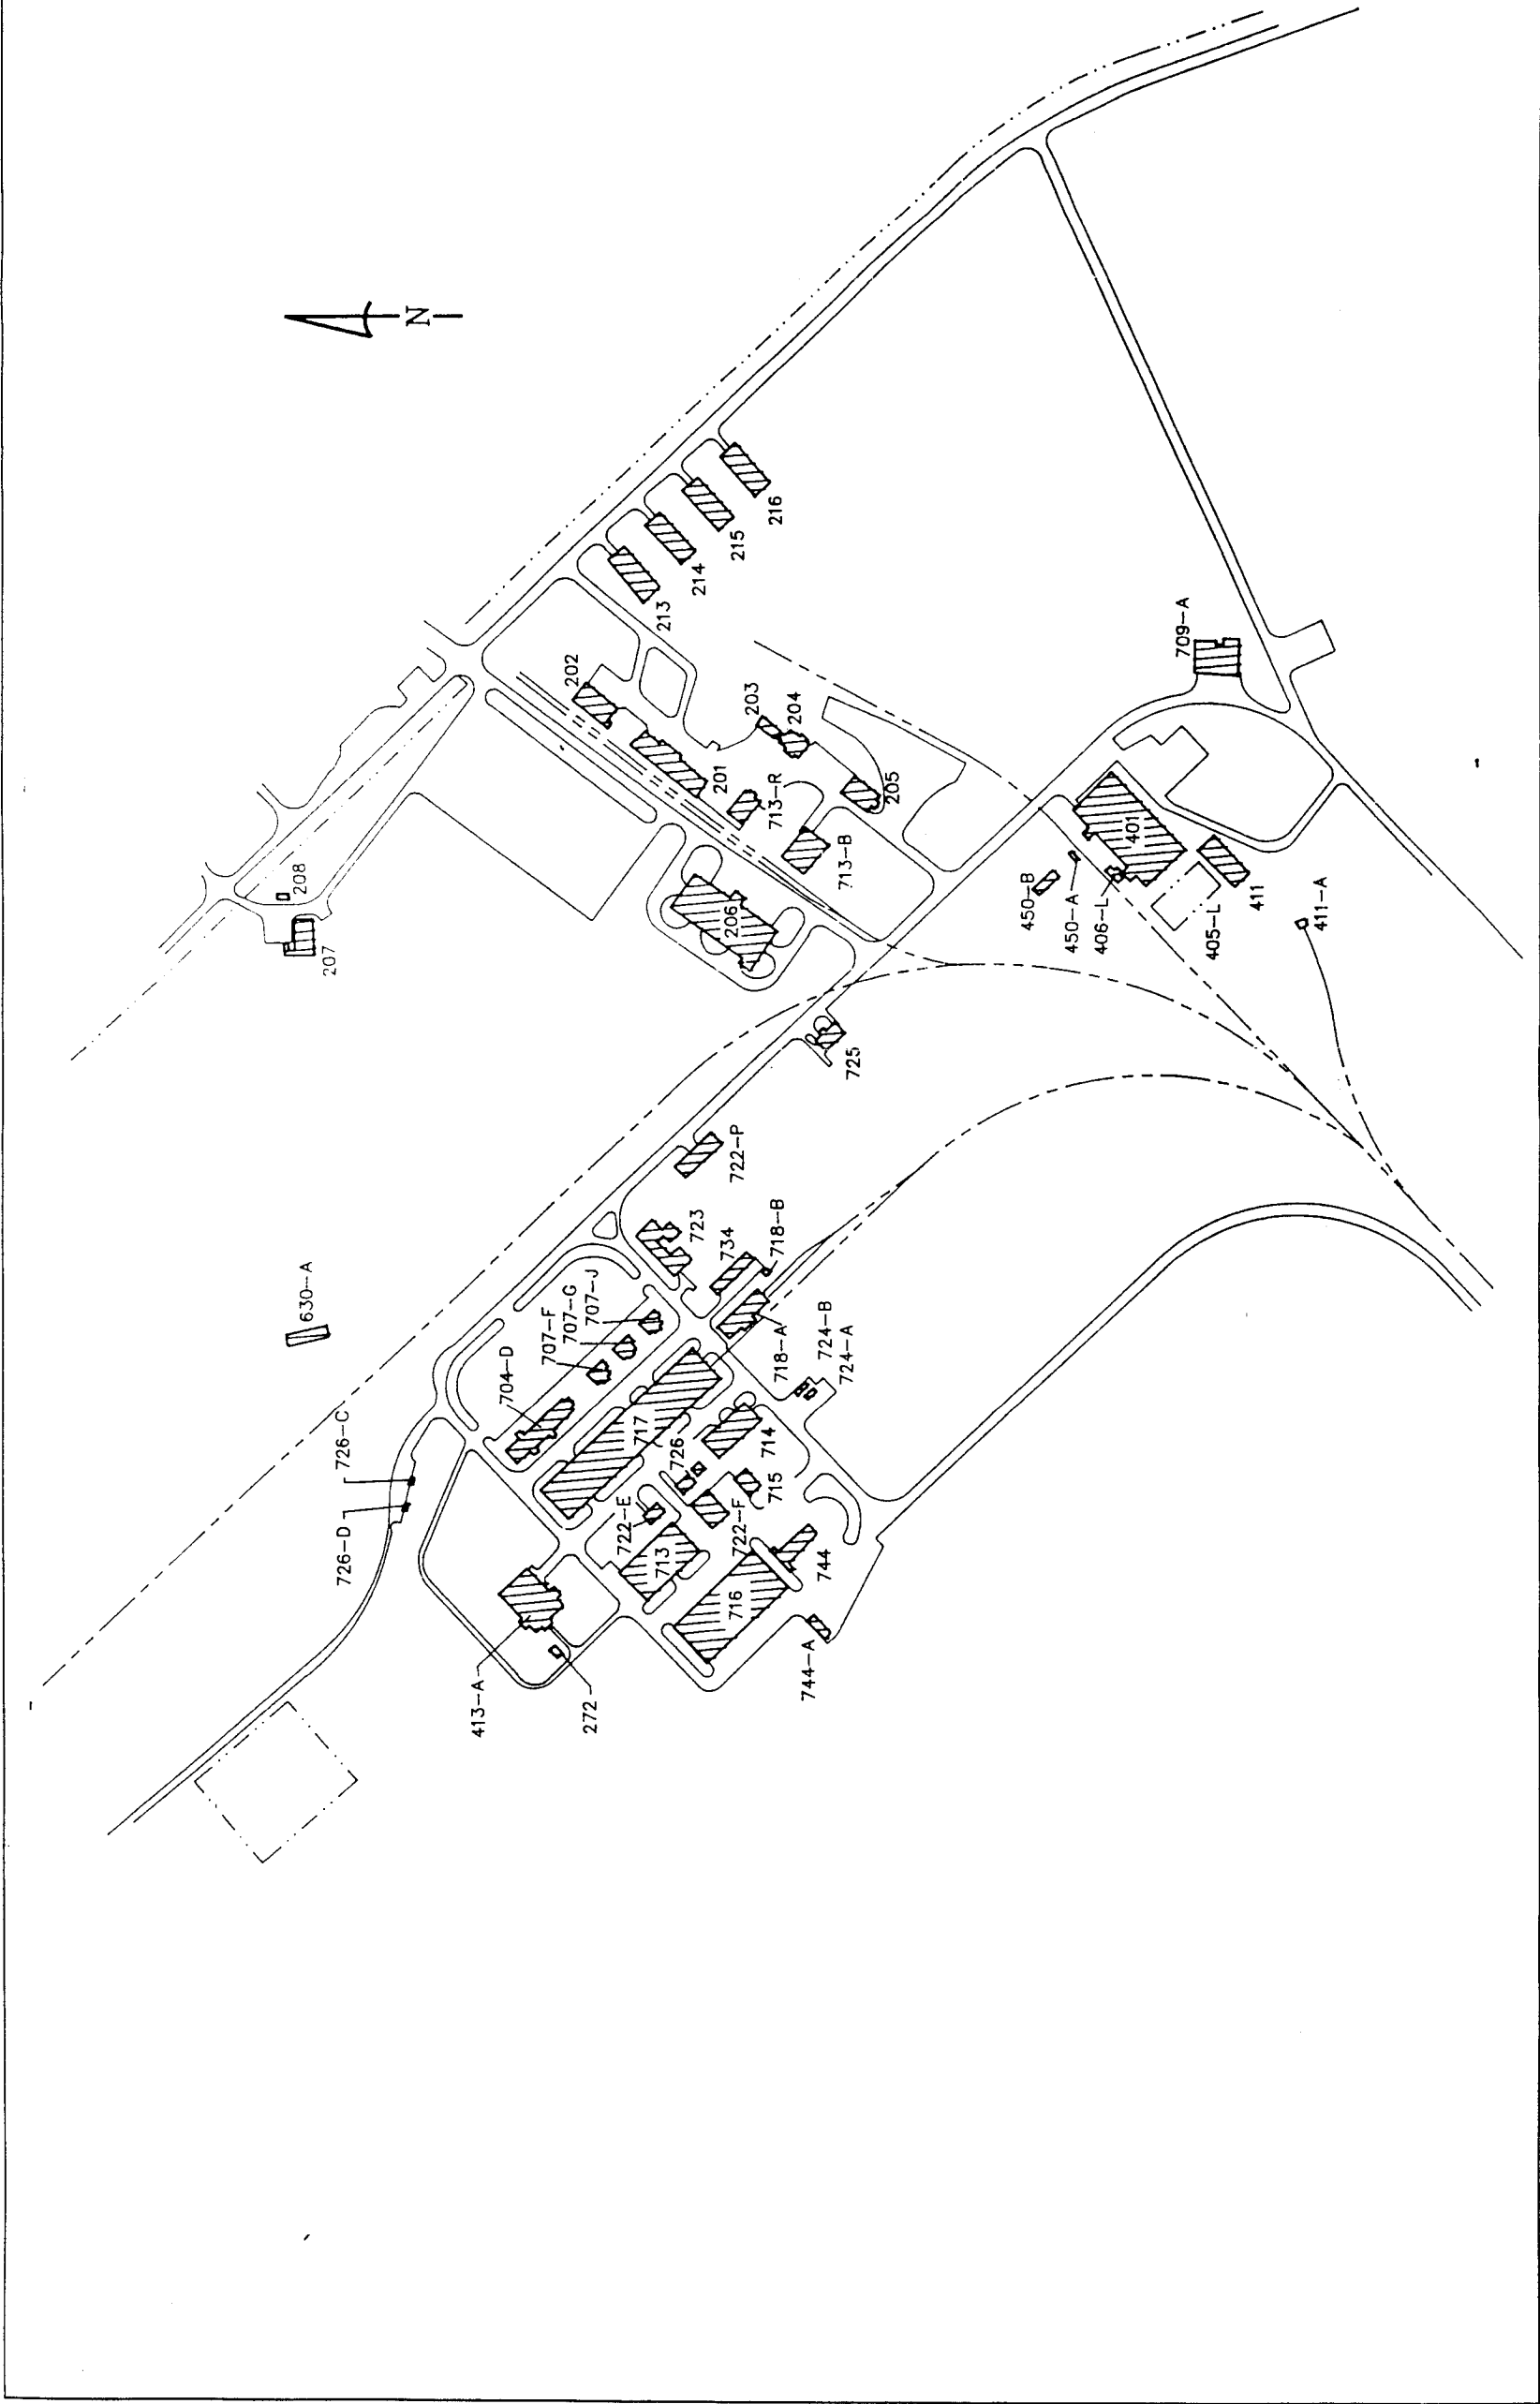 N
216
215
214
213
202
203
204
201
713-R
205
713-B
206
208
207
709-A
401
450-B
450-A
406-L
405-L
411
411-A
725
722-P
723
734
718-B
630-A
707-J
707-G
707-F
704-D
718-A
724-B
724-A
717
726
714
715
726-C
726-D
722-E
713
722-F
744
716
744-A
413-A
272